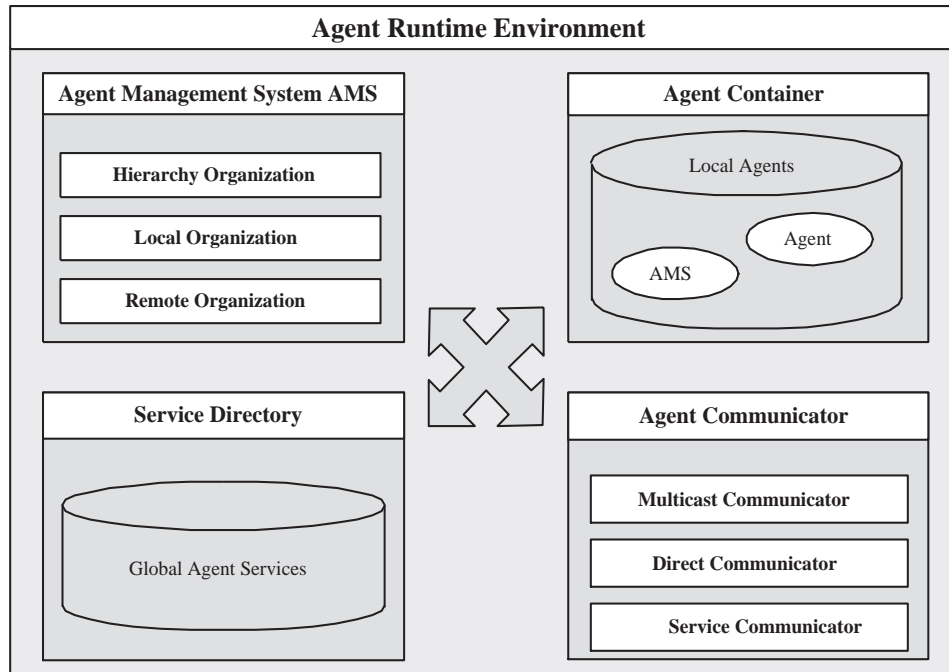 Agent Runtime Environment
Agent Management System AMS
Hierarchy Organization
Local Organization
Remote Organization
Agent Container
Local Agents
Agent
AMS
Service Directory
Global Agent Services
Agent Communicator
Multicast Communicator
Direct Communicator
Service Communicator